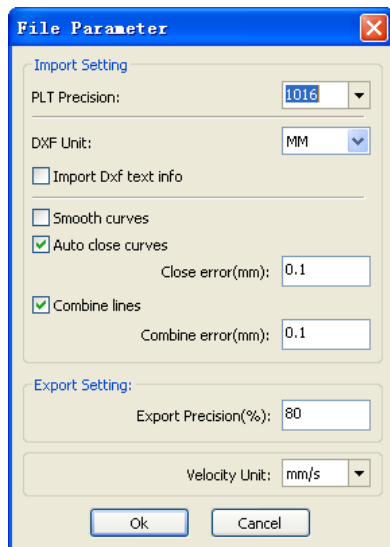 File Parameter
Import Setting
PLT Precision: 1016
DXF Unit: MM
Import Dxf text info
Smooth curves
Auto close curves
Close error(mm): 0.1
Combine lines
Combine error(mm): 0.1
Export Setting:
Export Precision(%): 80
Velocity Unit: mm/s
Ok Cancel